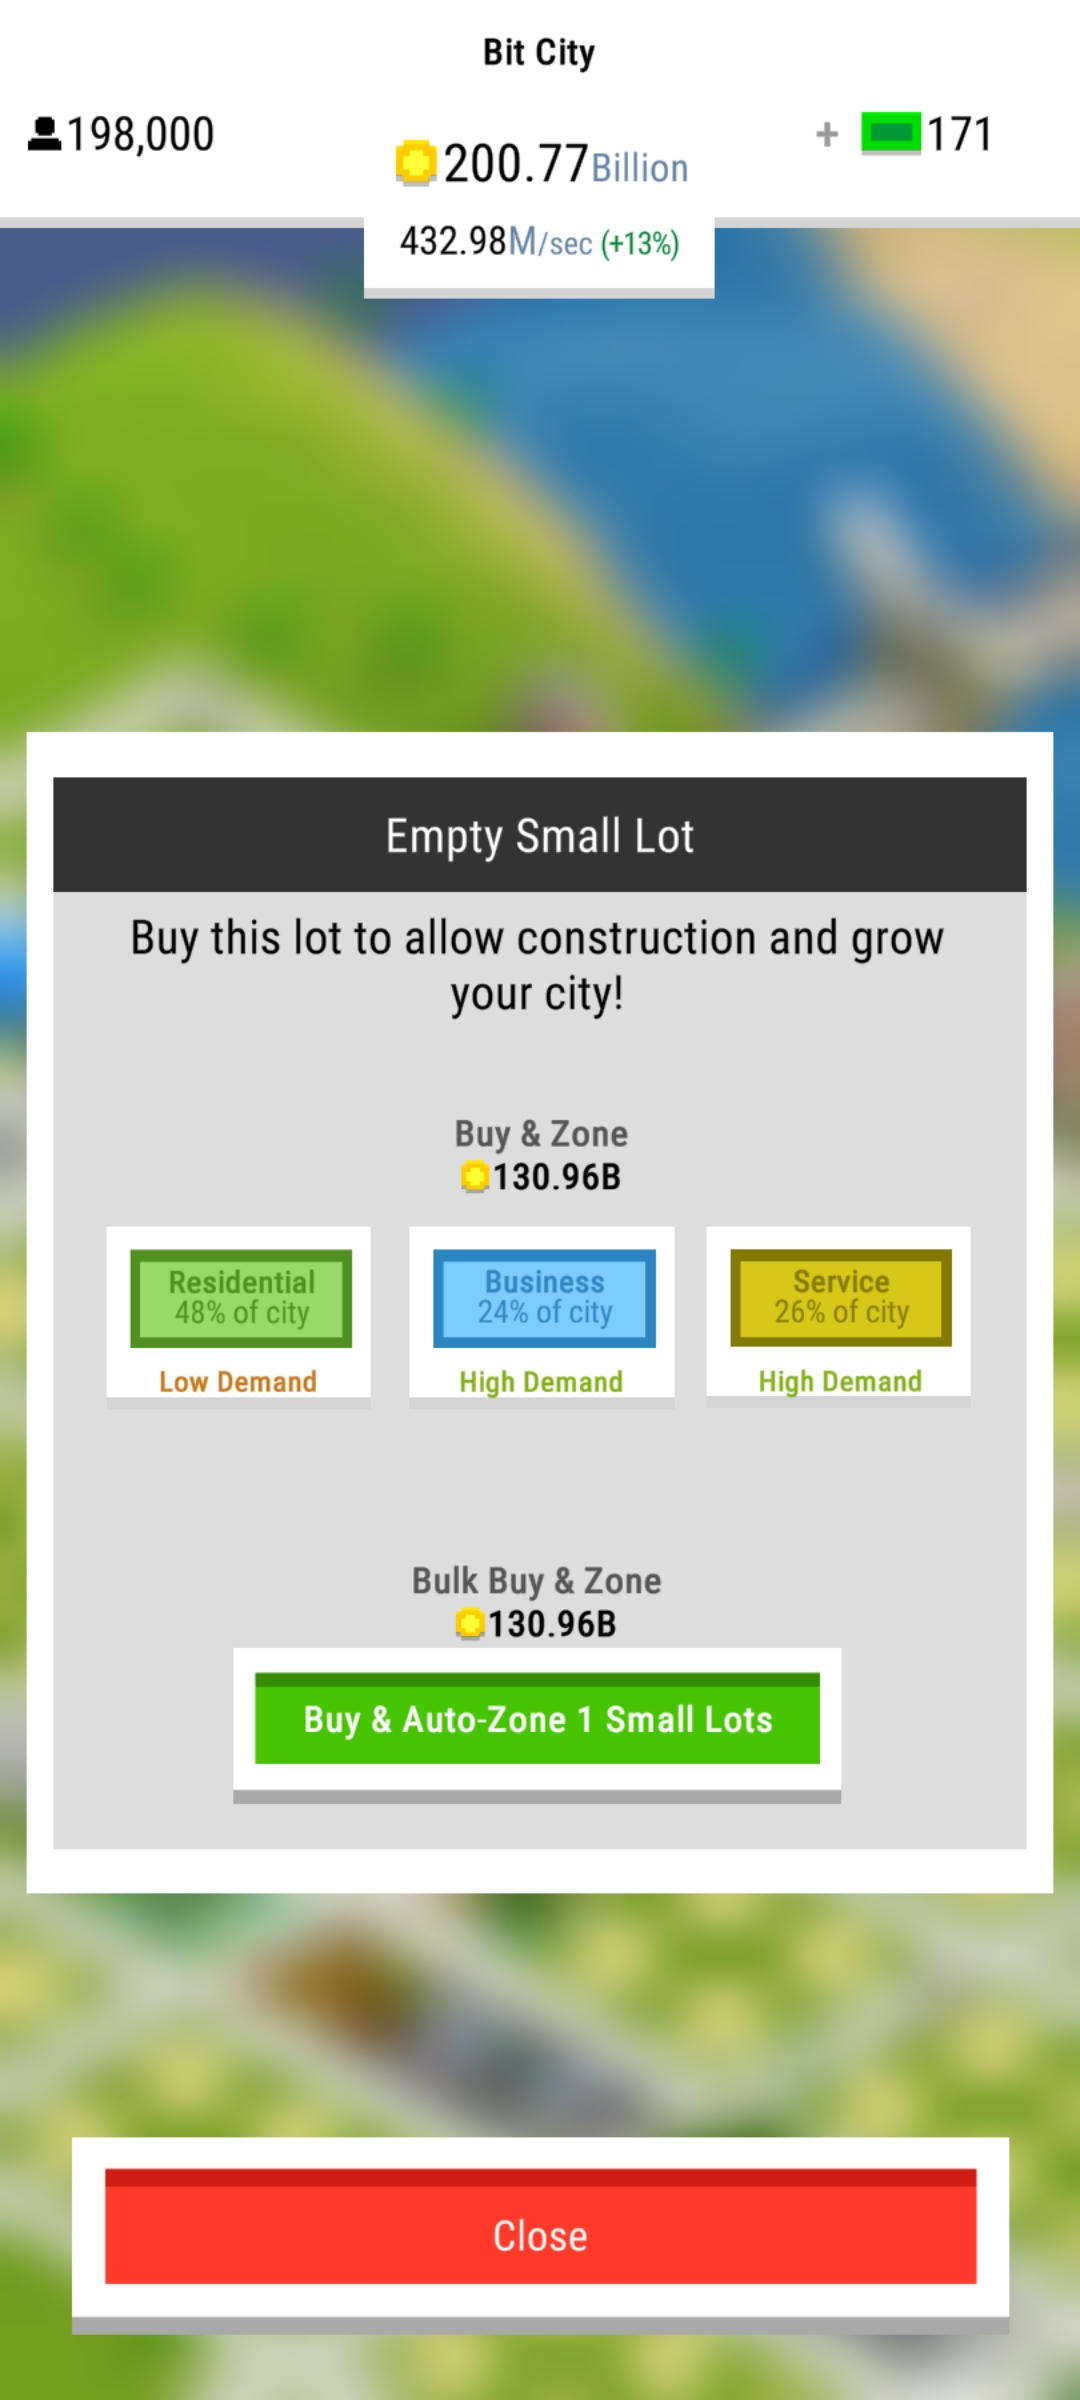 Bit City
198,000
200.77Billion
+ 171
432.98M/sec (+13%)
Empty Small Lot
Buy this lot to allow construction and grow
your city!
Buy & Zone
130.96B
Residential
48% of city
Low Demand
Business
24% of city
High Demand
Service
26% of city
High Demand
Bulk Buy & Zone
130.96B
Buy & Auto-Zone 1 Small Lots
Close